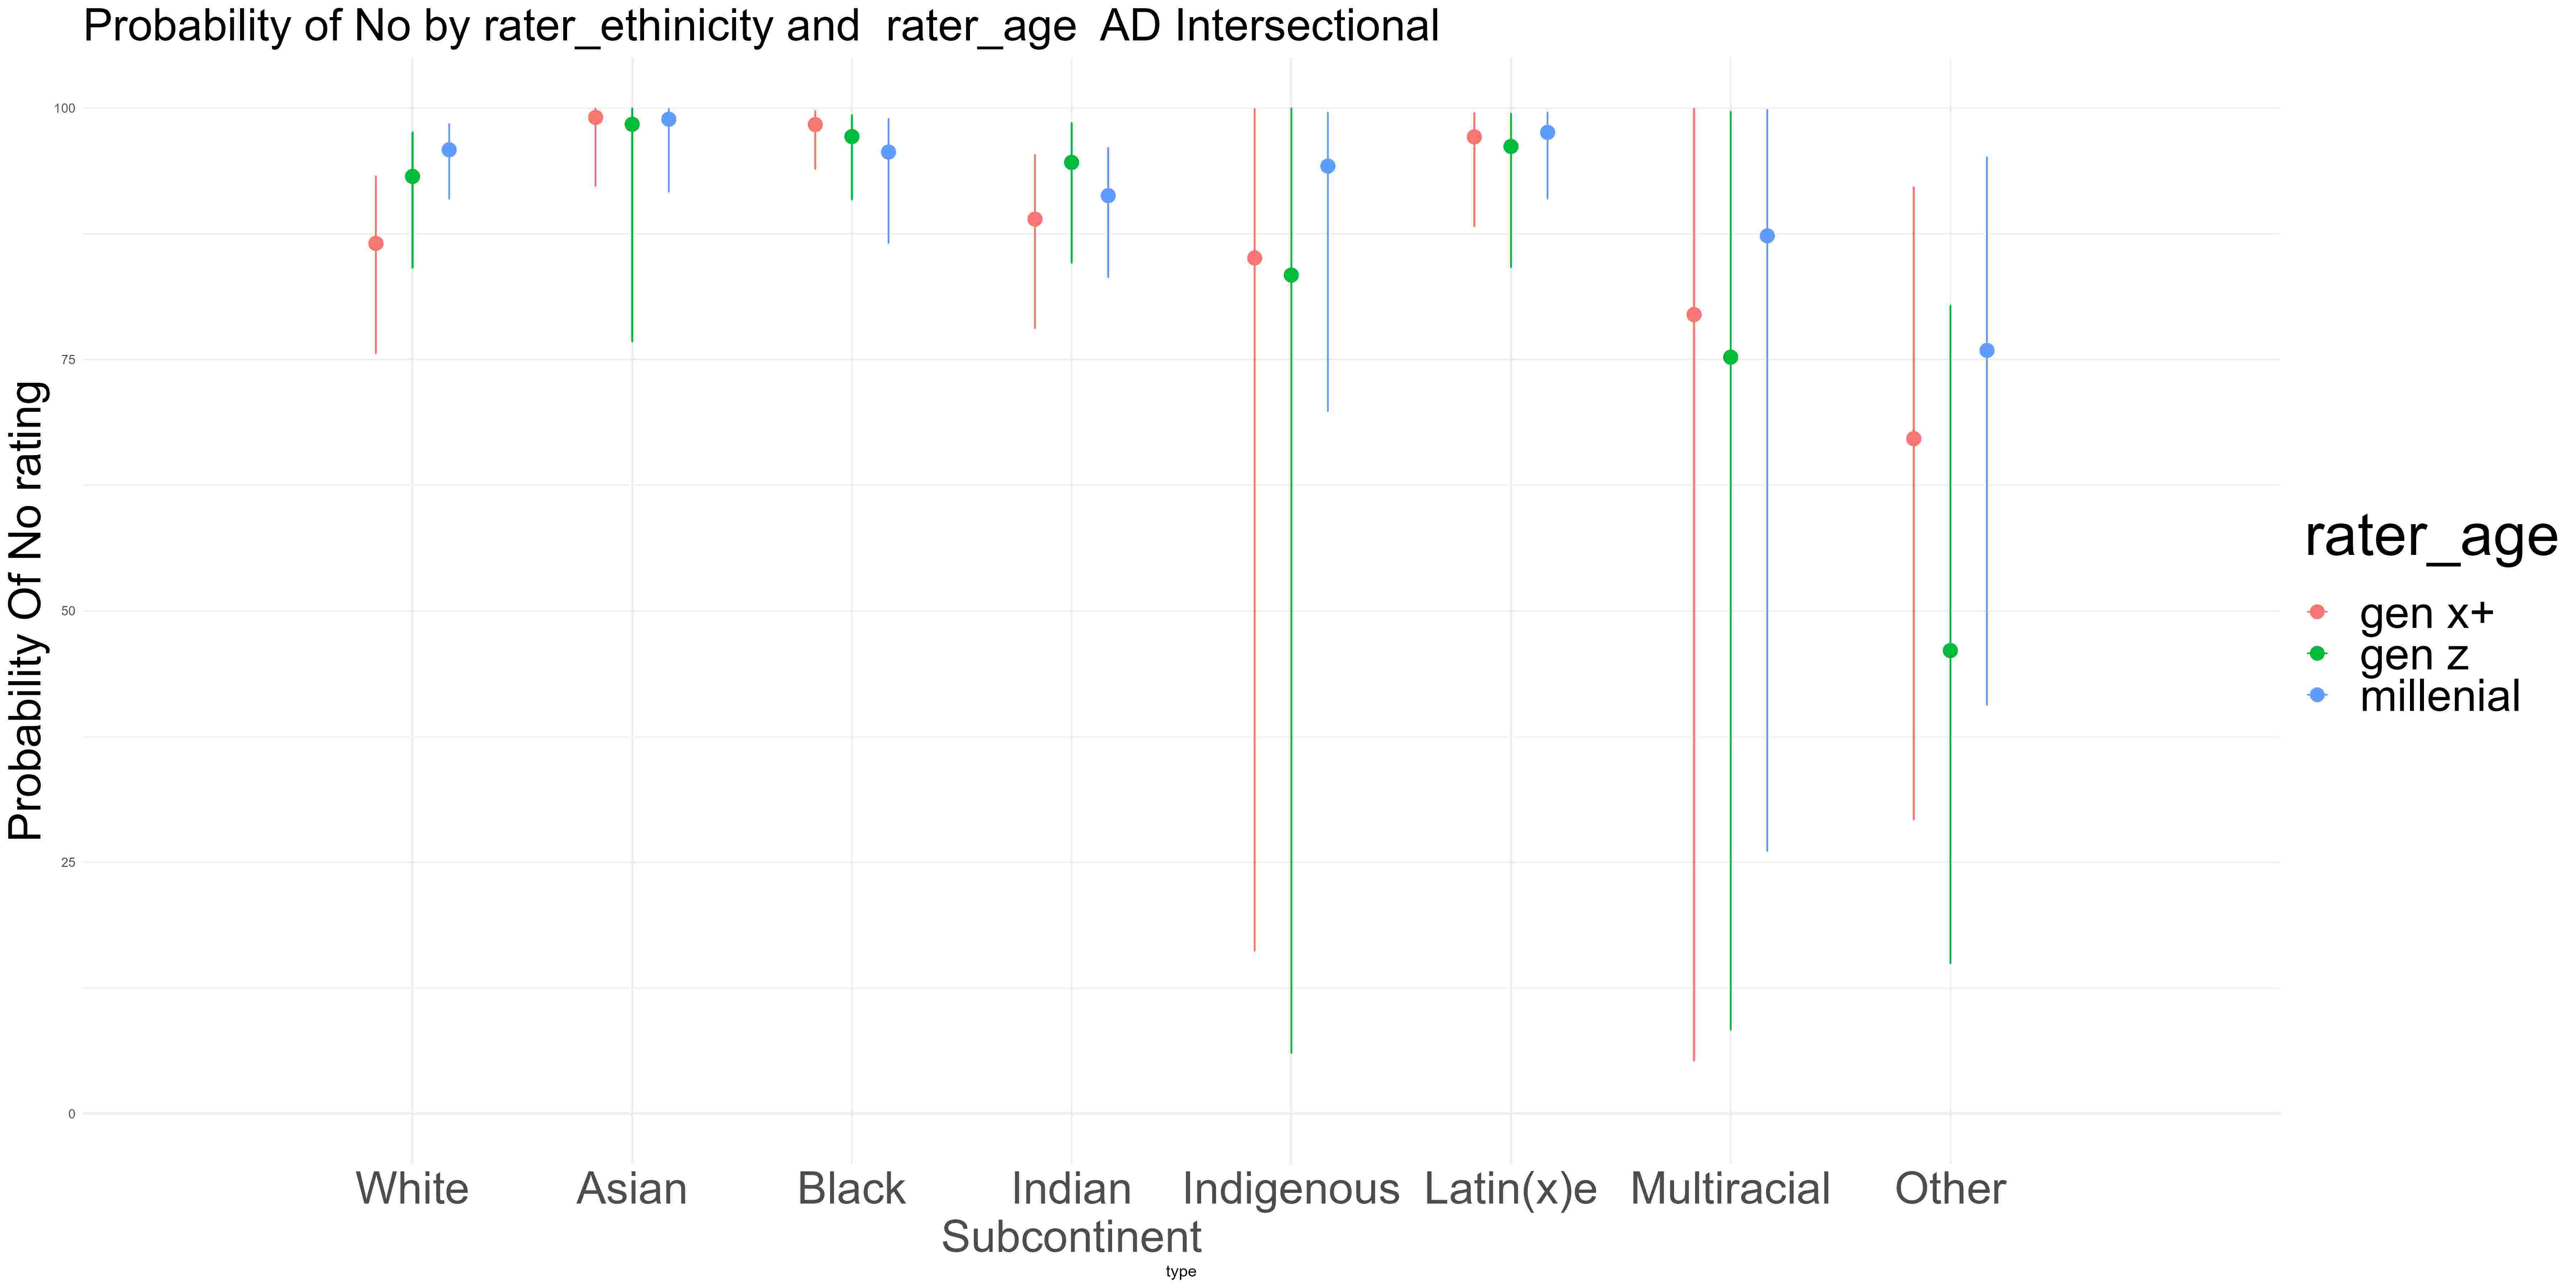 Probability of No by rater_ethinicity and  rater_age  AD Intersectional
Probability Of No rating
100
75
50
25
0
White
Asian
Black
Indian
Subcontinent
Indigenous
Latin(x)e
Multiracial
Other
type
rater_age
gen x+
gen z
millenial